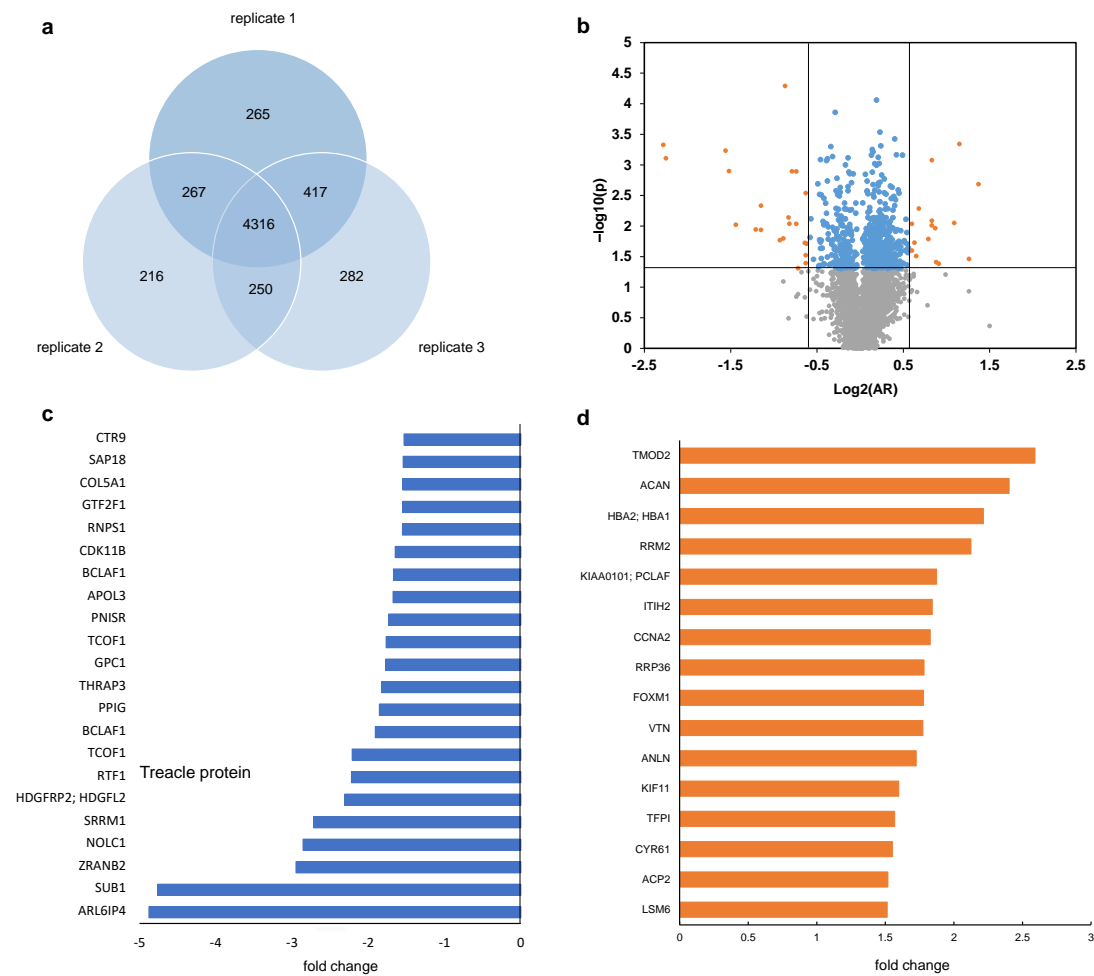 a
replicate 1
265
267
417
4316
216
250
282
replicate 2
replicate 3
b
5
4.5
4
3.5
3
2.5
2
1.5
1
0.5
0
-2.5
-1.5
-0.5
0.5
1.5
2.5
−log10(p)
Log2(AR)
c
CTR9
SAP18
COL5A1
GTF2F1
RNPS1
CDK11B
BCLAF1
APOL3
PNISR
TCOF1
GPC1
THRAP3
PPIG
BCLAF1
TCOF1
Treacle protein
RTF1
HDGFRP2; HDGFL2
SRRM1
NOLC1
ZRANB2
SUB1
ARL6IP4
-5
-4
-3
-2
-1
0
fold change
d
TMOD2
ACAN
HBA2; HBA1
RRM2
KIAA0101; PCLAF
ITIH2
CCNA2
RRP36
FOXM1
VTN
ANLN
KIF11
TFPI
CYR61
ACP2
LSM6
0
0.5
1
1.5
2
2.5
3
fold change